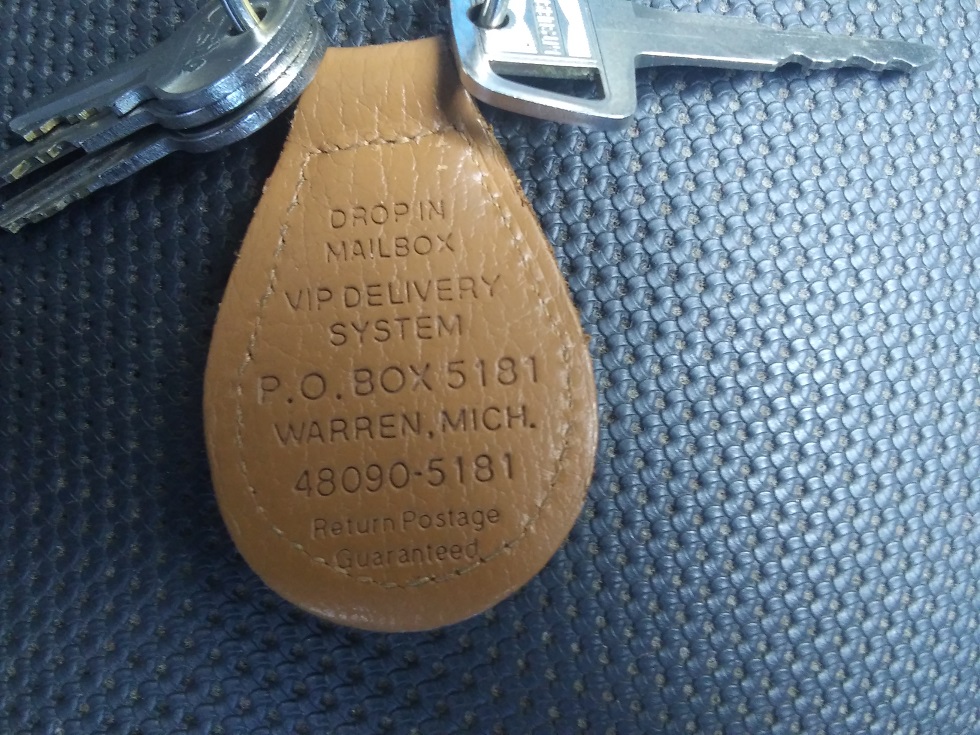 DROP IN
MAILBOX
VIP DELIVERY
SYSTEM
P.O. BOX 5181
WARREN, MICH.
48090-5181
Return Postage
Guaranteed